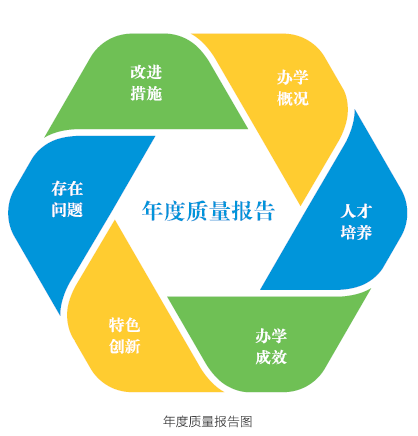 改进
措施
办学
概况
存在
问题
年度质量报告
人才
培养
特色
创新
办学
成效
年度质量报告图